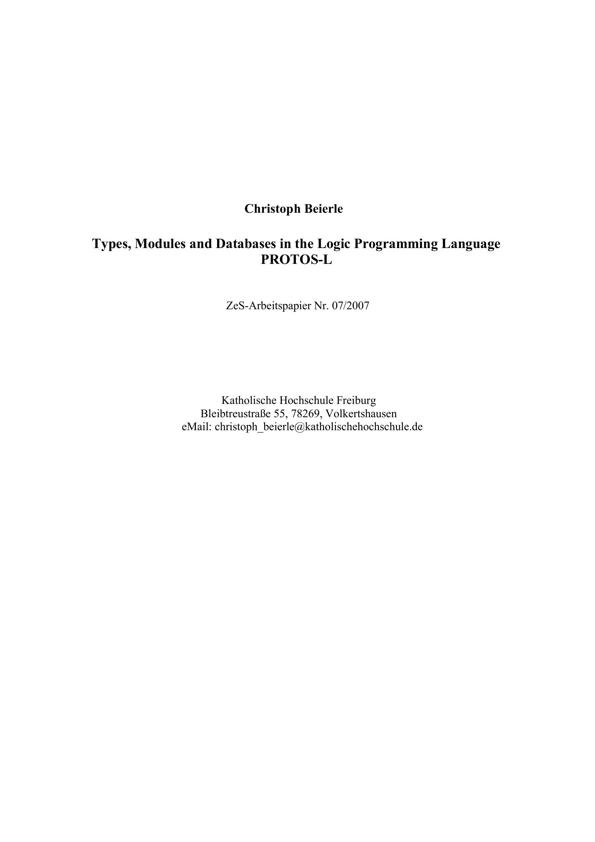 Christoph Beierle
Types, Modules and Databases in the Logic Programming Language
PROTOS-L
ZeS-Arbeitspapier Nr. 07/2007
Katholische Hochschule Freiburg
Bleibtreustraße 55, 78269, Volkertshausen
eMail: christoph_beierle@katholischehochschule.de